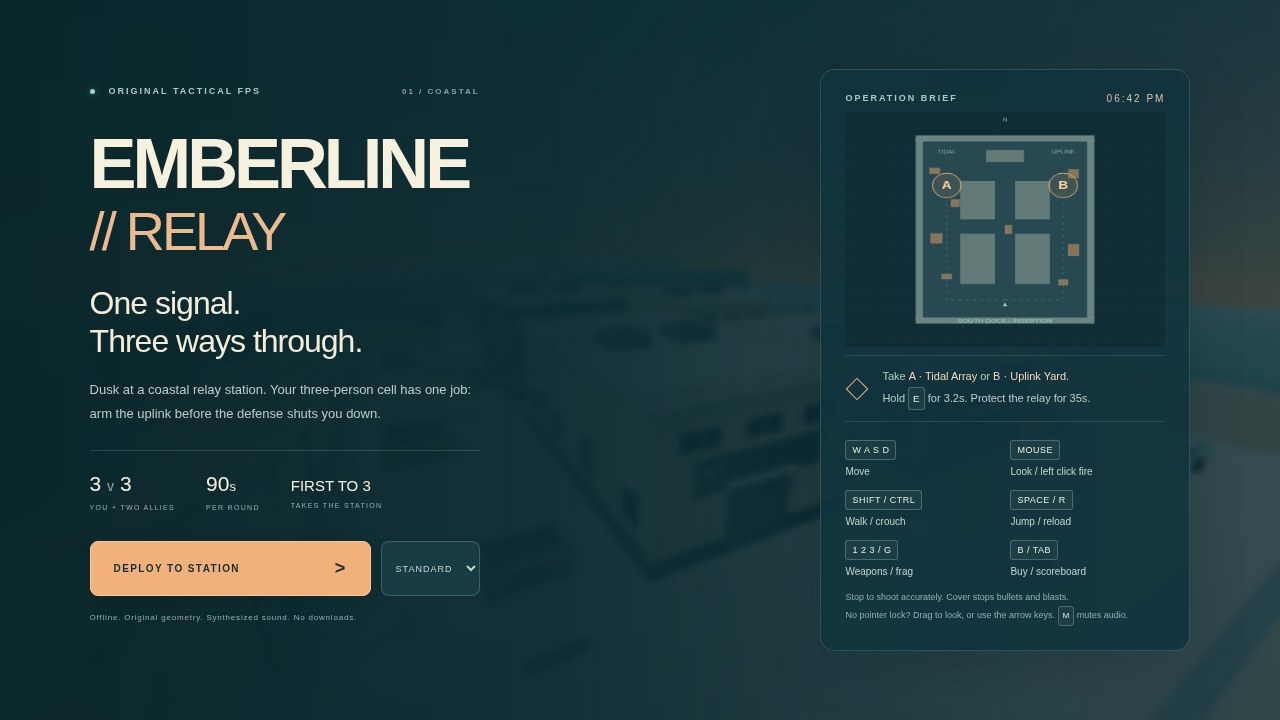 ORIGINAL TACTICAL FPS
01 / COASTAL
EMBERLINE
// RELAY
One signal.
Three ways through.
Dusk at a coastal relay station. Your three-person cell has one job:
arm the uplink before the defense shuts you down.
3 v 3
YOU + TWO ALLIES
90s
PER ROUND
FIRST TO 3
TAKES THE STATION
DEPLOY TO STATION >
STANDARD
Offline. Original geometry. Synthesized sound. No downloads.
OPERATION BRIEF
06:42 PM
N
TIDAL
UPLINK
A
B
SOUTH DOCK / INSERTION
Take A · Tidal Array or B · Uplink Yard.
Hold E for 3.2s. Protect the relay for 35s.
W A S D
Move
MOUSE
Look / left click fire
SHIFT / CTRL
Walk / crouch
SPACE / R
Jump / reload
1 2 3 / G
Weapons / frag
B / TAB
Buy / scoreboard
Stop to shoot accurately. Cover stops bullets and blasts.
No pointer lock? Drag to look, or use the arrow keys. M mutes audio.